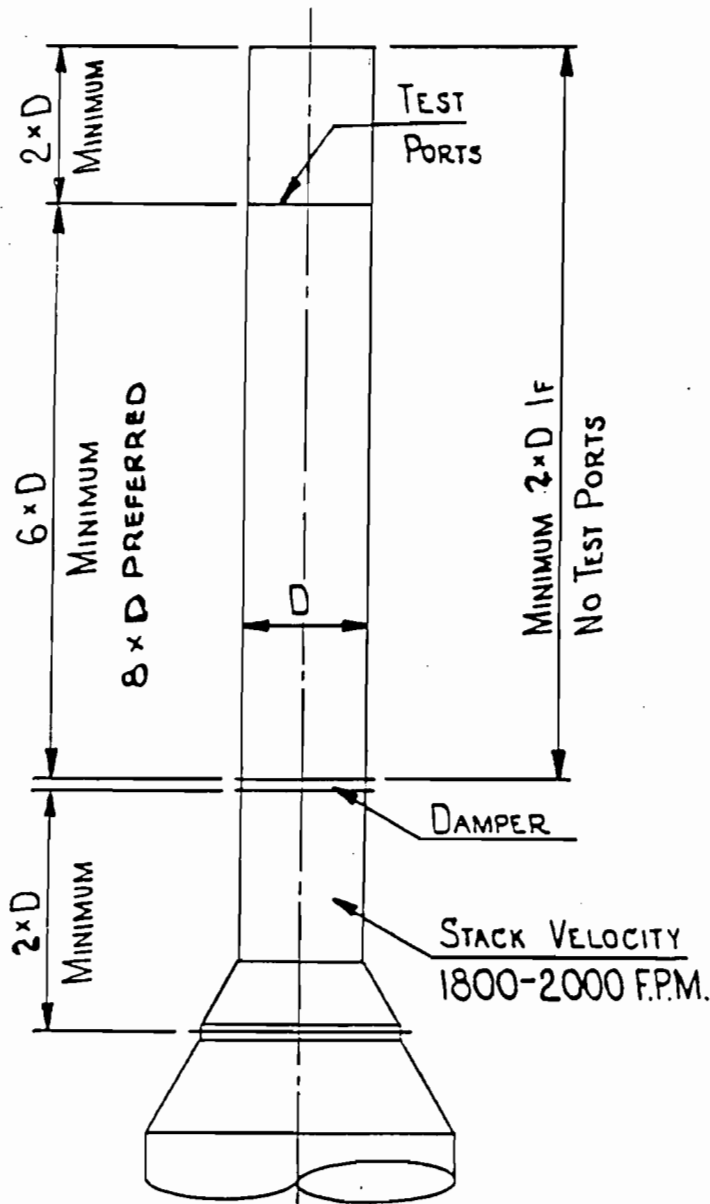 2×D
MINIMUM
TEST
PORTS
6×D
MINIMUM
8×D PREFERRED
D
MINIMUM 2×D IF
NO TEST PORTS
DAMPER
2×D
MINIMUM
STACK VELOCITY
1800-2000 F.P.M.